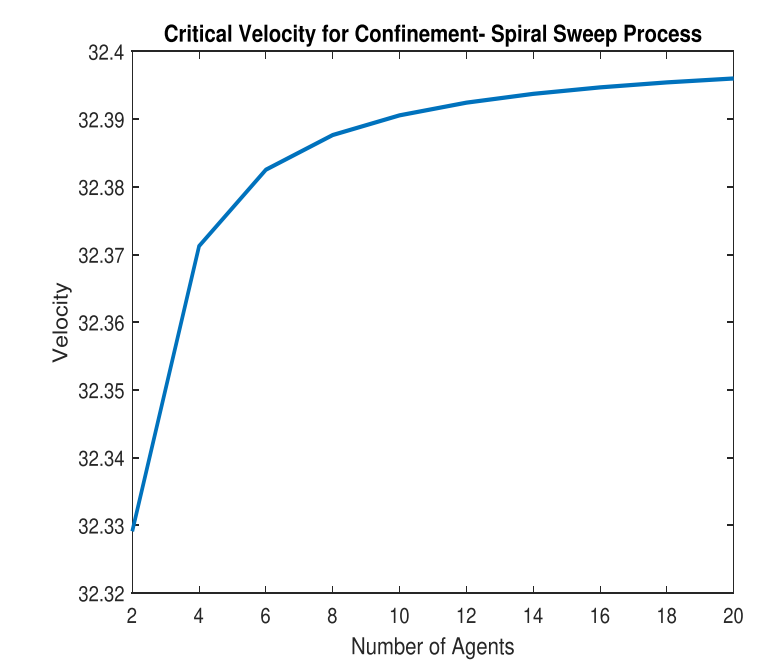 Critical Velocity for Confinement- Spiral Sweep Process
32.4
32.39
32.38
32.37
32.36
32.35
32.34
32.33
32.32
Velocity
2 4 6 8 10 12 14 16 18 20
Number of Agents